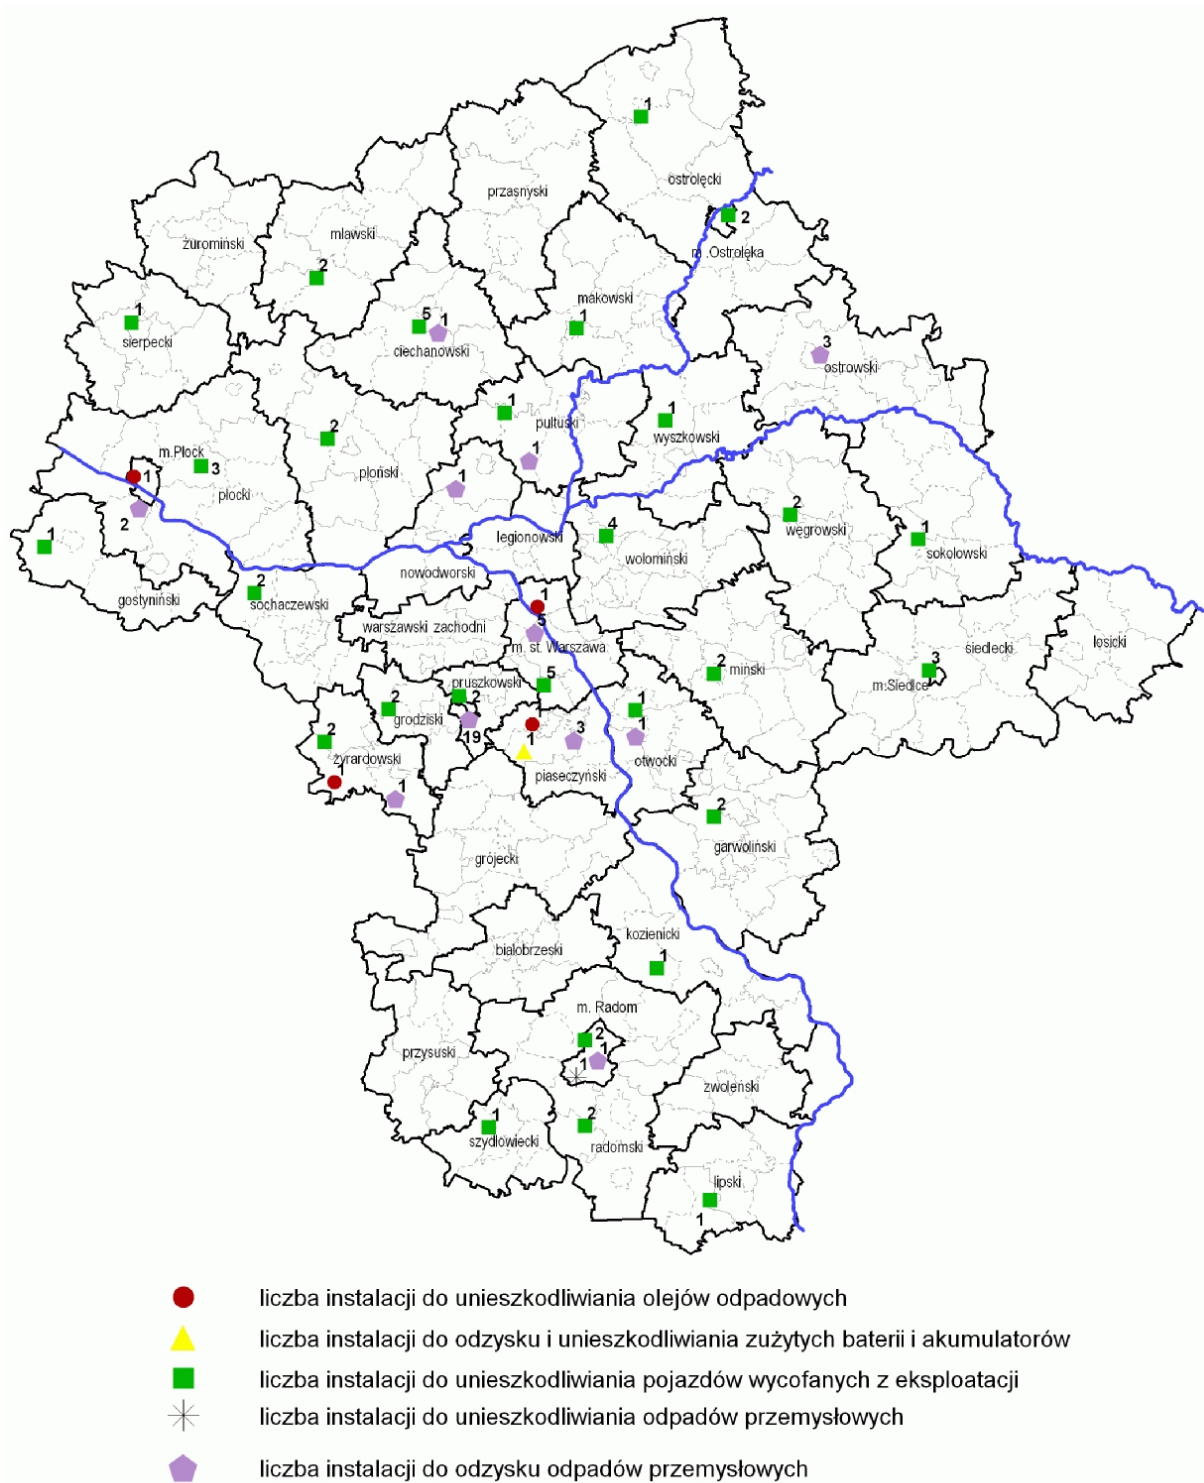 1
ostrołęcki
przasnyski
2
m .Ostrołęka
mławski
żuromiński
2
makowski
1
1
sierpecki
5 1
ciechanowski
3
ostrowski
1
pułtuski
1
wyszkowski
2
płoński
m.Płock
1
3
płocki
1
1
2
1
gostyniński
legionowski
4
wołomiński
2
węgrowski
1
sokołowski
nowodworski
2
sochaczewski
warszawski zachodni
1
5
m. st. Warszawa
siedlecki
łosicki
3
m.Siedlce
2
miński
pruszkowski
2
5
2
grodziski
19
1
1
3
piaseczyński
1
1
otwocki
2
żyrardowski
1
1
2
garwoliński
grójecki
kozienicki
1
białobrzeski
m. Radom
2
1
1
przysuski
zwoleński
1
szydłowiecki
2
radomski
lipski
1
liczba instalacji do unieszkodliwiania olejów odpadowych
liczba instalacji do odzysku i unieszkodliwiania zużytych baterii i akumulatorów
liczba instalacji do unieszkodliwiania pojazdów wycofanych z eksploatacji
liczba instalacji do unieszkodliwiania odpadów przemysłowych
liczba instalacji do odzysku odpadów przemysłowych